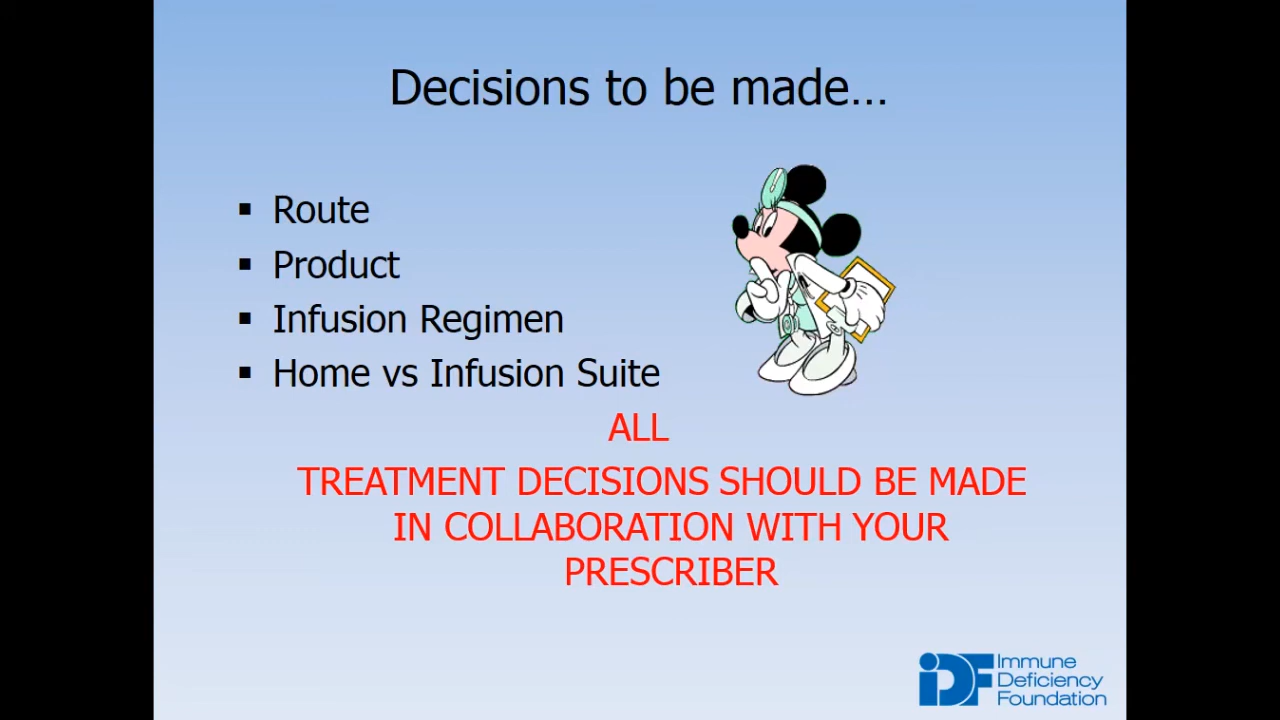 Decisions to be made...
▪ Route
▪ Product
▪ Infusion Regimen
▪ Home vs Infusion Suite
ALL
TREATMENT DECISIONS SHOULD BE MADE
IN COLLABORATION WITH YOUR
PRESCRIBER
IDF
Immune
Deficiency
Foundation